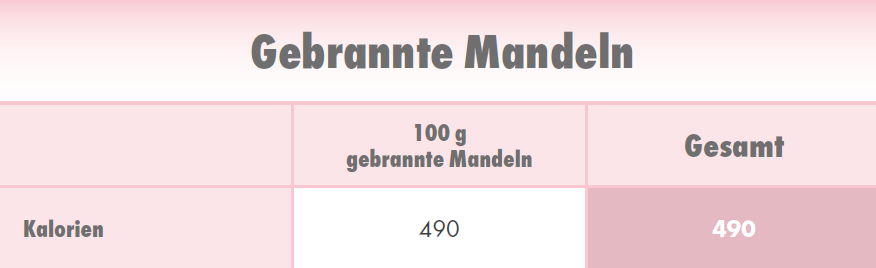 Gebrannte Mandeln
100 g
gebrannte Mandeln
Gesamt
Kalorien
490
490